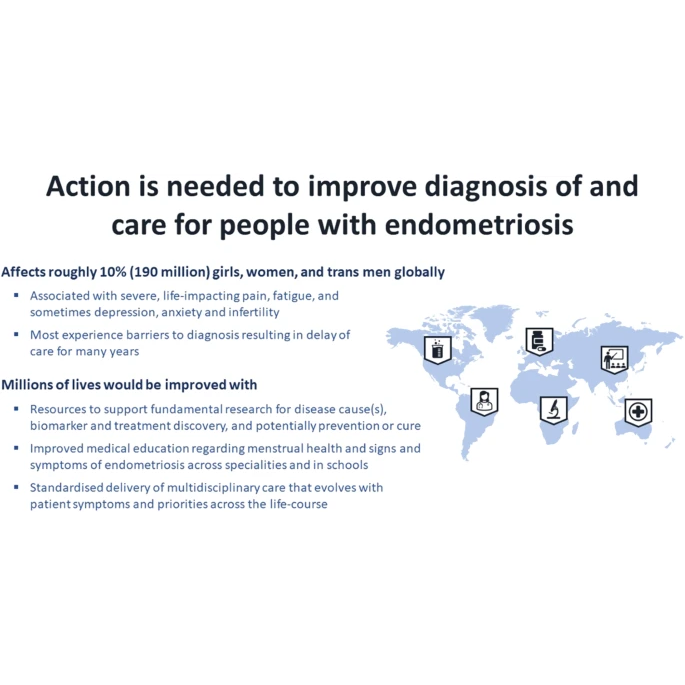 Action is needed to improve diagnosis of and
care for people with endometriosis
Affects roughly 10% (190 million) girls, women, and trans men globally
▪ Associated with severe, life-impacting pain, fatigue, and
sometimes depression, anxiety and infertility
▪ Most experience barriers to diagnosis resulting in delay of
care for many years
Millions of lives would be improved with
▪ Resources to support fundamental research for disease cause(s),
biomarker and treatment discovery, and potentially prevention or cure
▪ Improved medical education regarding menstrual health and signs and
symptoms of endometriosis across specialities and in schools
▪ Standardised delivery of multidisciplinary care that evolves with
patient symptoms and priorities across the life-course